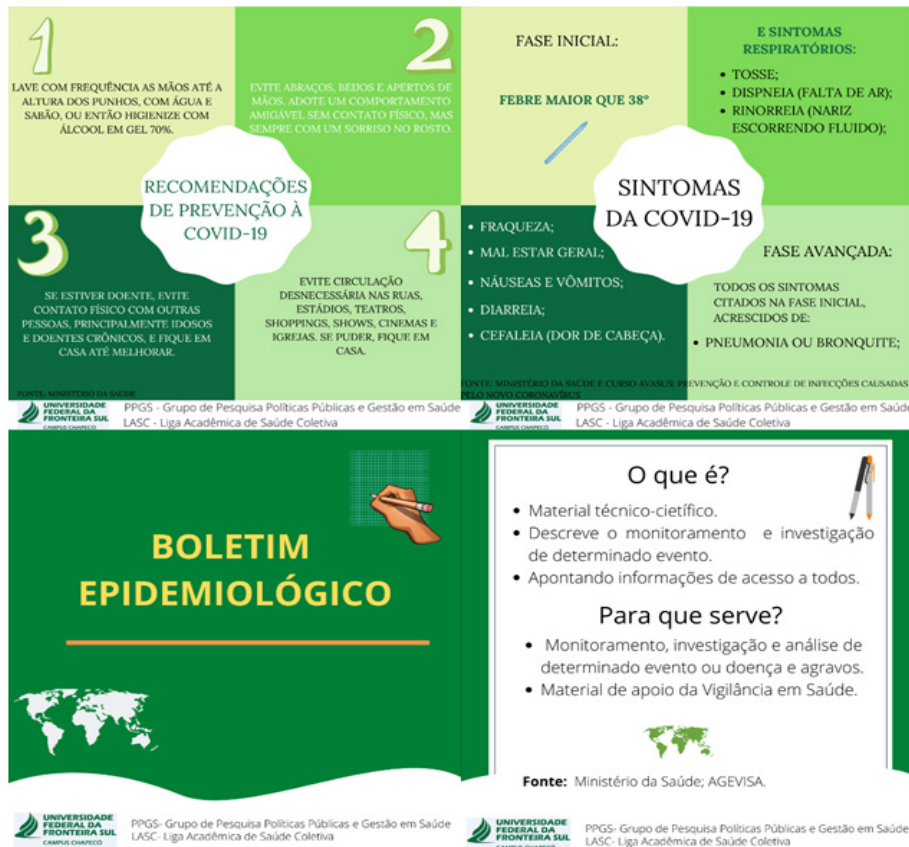 1
LAVE COM FREQUÊNCIA AS MÃOS ATÉ A
ALTURA DOS PUNHOS, COM ÁGUA E
SABÃO, OU ENTÃO HIGIENIZE COM
ÁLCOOL EM GEL 70%.
2
EVITE ABRAÇOS, BEIJOS E APERTOS DE
MÃOS. ADOTE UM COMPORTAMENTO
AMIGÁVEL SEM CONTATO FÍSICO, MAS
SEMPRE COM UM SORRISO NO ROSTO.
RECOMENDAÇÕES
DE PREVENÇÃO À
COVID-19
3
SE ESTIVER DOENTE, EVITE
CONTATO FÍSICO COM OUTRAS
PESSOAS, PRINCIPALMENTE IDOSOS
E DOENTES CRÔNICOS, E FIQUE EM
CASA ATÉ MELHORAR.
4
EVITE CIRCULAÇÃO
DESNECESSÁRIA NAS RUAS,
ESTÁDIOS, TEATROS,
SHOPPINGS, SHOWS, CINEMAS E
IGREJAS. SE PUDER, FIQUE EM
CASA.
FONTE: MINISTÉRIO DA SAÚDE
UNIVERSIDADE
FEDERAL DA
FRONTEIRA SUL
CAMPUS CHAPECÓ
PPGS - Grupo de Pesquisa Políticas Públicas e Gestão em Saúde
LASC - Liga Acadêmica de Saúde Coletiva
FASE INICIAL:
FEBRE MAIOR QUE 38º
E SINTOMAS
RESPIRATÓRIOS:
• TOSSE;
• DISPNEIA (FALTA DE AR);
• RINORREIA (NARIZ
ESCORRENDO FLUIDO);
SINTOMAS
DA COVID-19
• FRAQUEZA;
• MAL ESTAR GERAL;
• NÁUSEAS E VÔMITOS;
• DIARREIA;
• CEFALEIA (DOR DE CABEÇA).
FASE AVANÇADA:
TODOS OS SINTOMAS
CITADOS NA FASE INICIAL,
ACRESCIDOS DE:
• PNEUMONIA OU BRONQUITE;
FONTE: MINISTÉRIO DA SAÚDE E CURSO AVASUS: PREVENÇÃO E CONTROLE DE INFECÇÕES CAUSADAS
PELO NOVO CORONAVÍRUS
UNIVERSIDADE
FEDERAL DA
FRONTEIRA SUL
CAMPUS CHAPECÓ
PPGS - Grupo de Pesquisa Políticas Públicas e Gestão em Saúde
LASC - Liga Acadêmica de Saúde Coletiva
BOLETIM
EPIDEMIOLÓGICO
UNIVERSIDADE
FEDERAL DA
FRONTEIRA SUL
CAMPUS CHAPECÓ
PPGS- Grupo de Pesquisa Políticas Públicas e Gestão em Saúde
LASC- Liga Acadêmica de Saúde Coletiva
O que é?
• Material técnico-cietífico.
• Descreve o monitoramento e investigação
de determinado evento.
• Apontando informações de acesso a todos.
Para que serve?
• Monitoramento, investigação e análise de
determinado evento ou doença e agravos.
• Material de apoio da Vigilância em Saúde.
Fonte: Ministério da Saúde; AGEVISA.
UNIVERSIDADE
FEDERAL DA
FRONTEIRA SUL
CAMPUS CHAPECÓ
PPGS- Grupo de Pesquisa Políticas Públicas e Gestão em Saúde
LASC- Liga Acadêmica de Saúde Coletiva